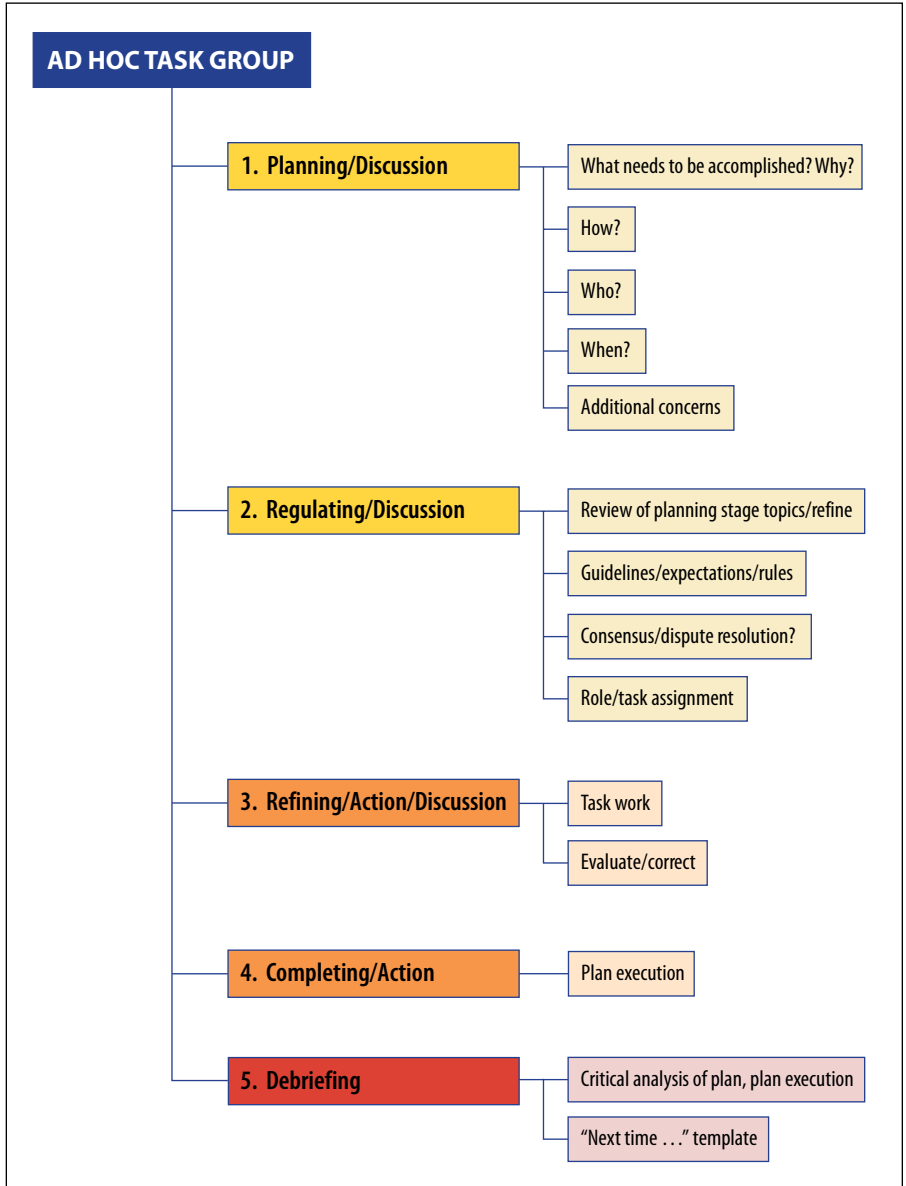 AD HOC TASK GROUP
1. Planning/Discussion
What needs to be accomplished? Why?
How?
Who?
When?
Additional concerns
2. Regulating/Discussion
Review of planning stage topics/refine
Guidelines/expectations/rules
Consensus/dispute resolution?
Role/task assignment
3. Refining/Action/Discussion
Task work
Evaluate/correct
4. Completing/Action
Plan execution
5. Debriefing
Critical analysis of plan, plan execution
“Next time …” template